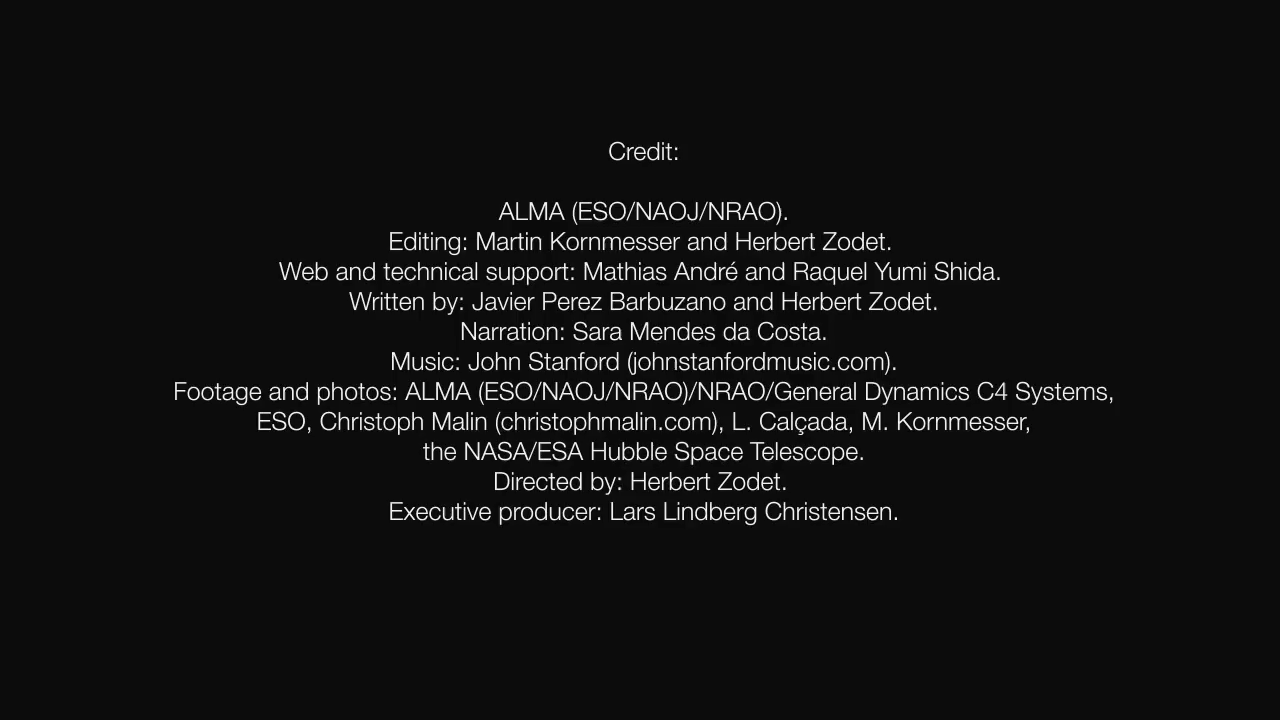 Credit:
ALMA (ESO/NAOJ/NRAO).
Editing: Martin Kornmesser and Herbert Zodet.
Web and technical support: Mathias André and Raquel Yumi Shida.
Written by: Javier Perez Barbuzano and Herbert Zodet.
Narration: Sara Mendes da Costa.
Music: John Stanford (johnstanfordmusic.com).
Footage and photos: ALMA (ESO/NAOJ/NRAO)/NRAO/General Dynamics C4 Systems,
ESO, Christoph Malin (christophmalin.com), L. Calçada, M. Kornmesser,
the NASA/ESA Hubble Space Telescope.
Directed by: Herbert Zodet.
Executive producer: Lars Lindberg Christensen.